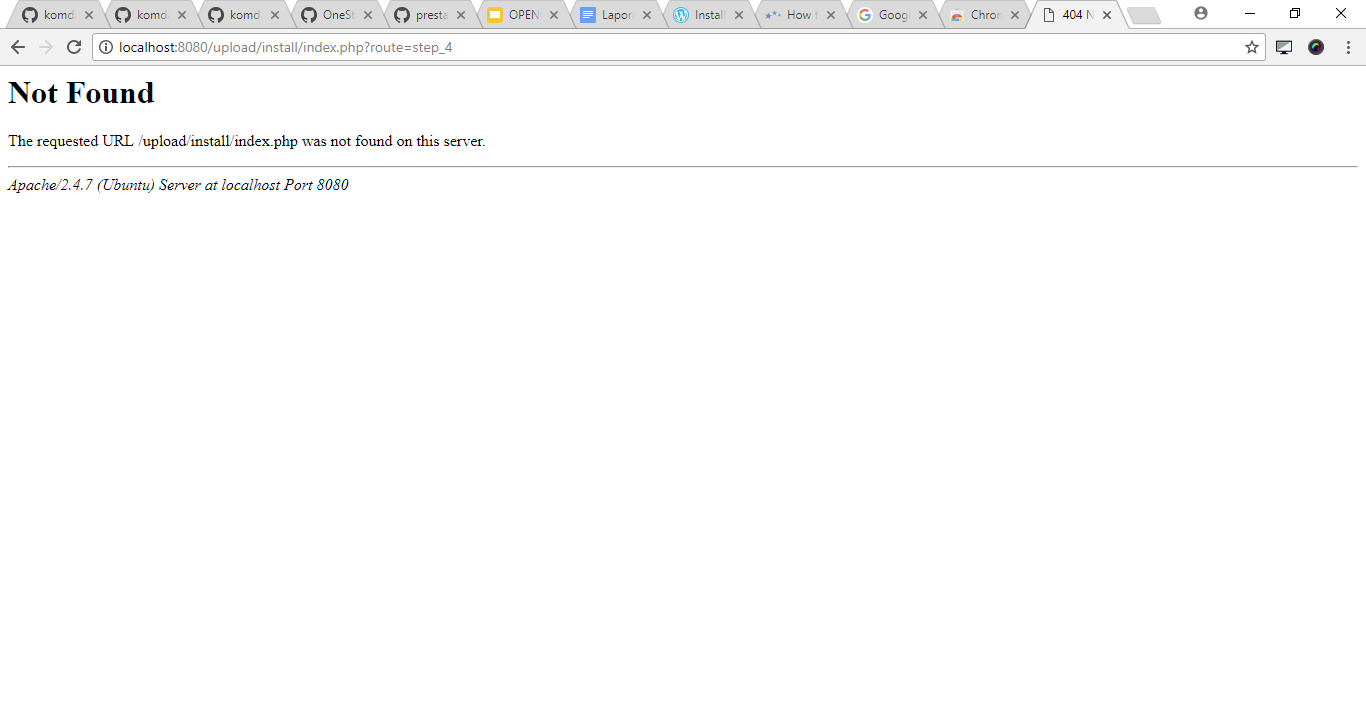 komd
komd
komd
OneSt
presta
OPEN
Lapor
Install
How t
Goog
Chron
404 N
localhost:8080/upload/install/index.php?route=step_4
Not Found
The requested URL /upload/install/index.php was not found on this server.
Apache/2.4.7 (Ubuntu) Server at localhost Port 8080